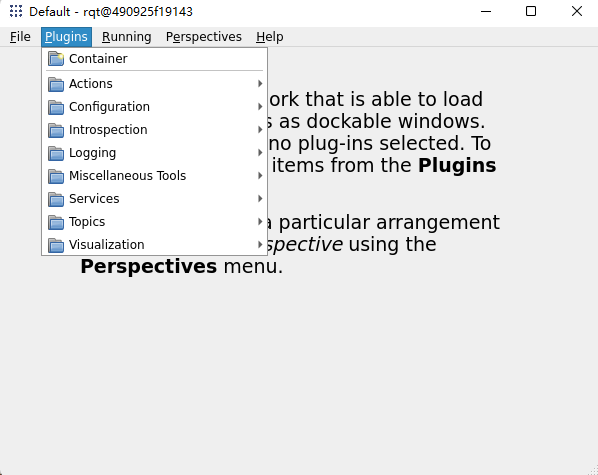 Default - rqt@490925f19143
File Plugins Running Perspectives Help
Container
Actions
Configuration
Introspection
Logging
Miscellaneous Tools
Services
Topics
Visualization
that is able to load
as dockable windows.
no plug-ins selected. To
items from the Plugins
a particular arrangement
using the
Perspectives menu.